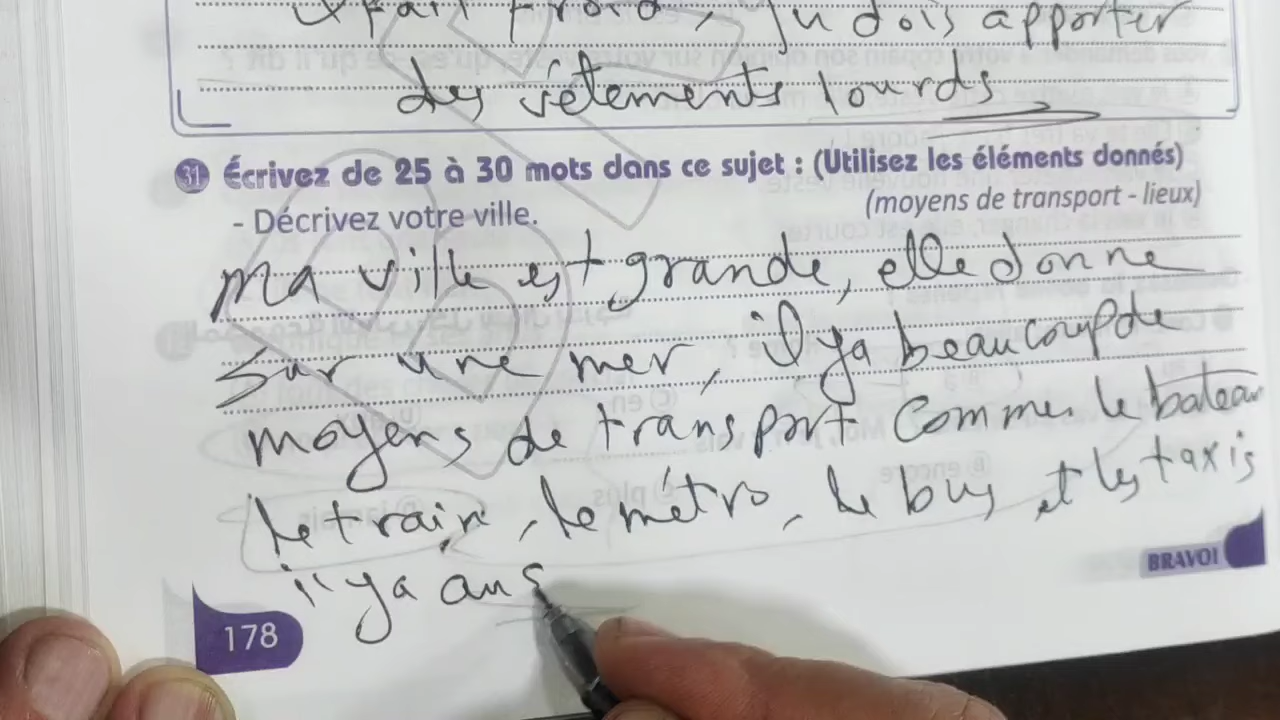 fait froid, Ju dois apporter
des vêtements lourds
31 Écrivez de 25 à 30 mots dans ce sujet : (Utilisez les éléments donnés)
- Décrivez votre ville. (moyens de transport - lieux)
Ma ville est grande, elle donne
sur une mer, il ya beaucoup de
moyens de transport comme le bateau
le train, le métro, le bus et les taxis
il ya aus
BRAVO!
178